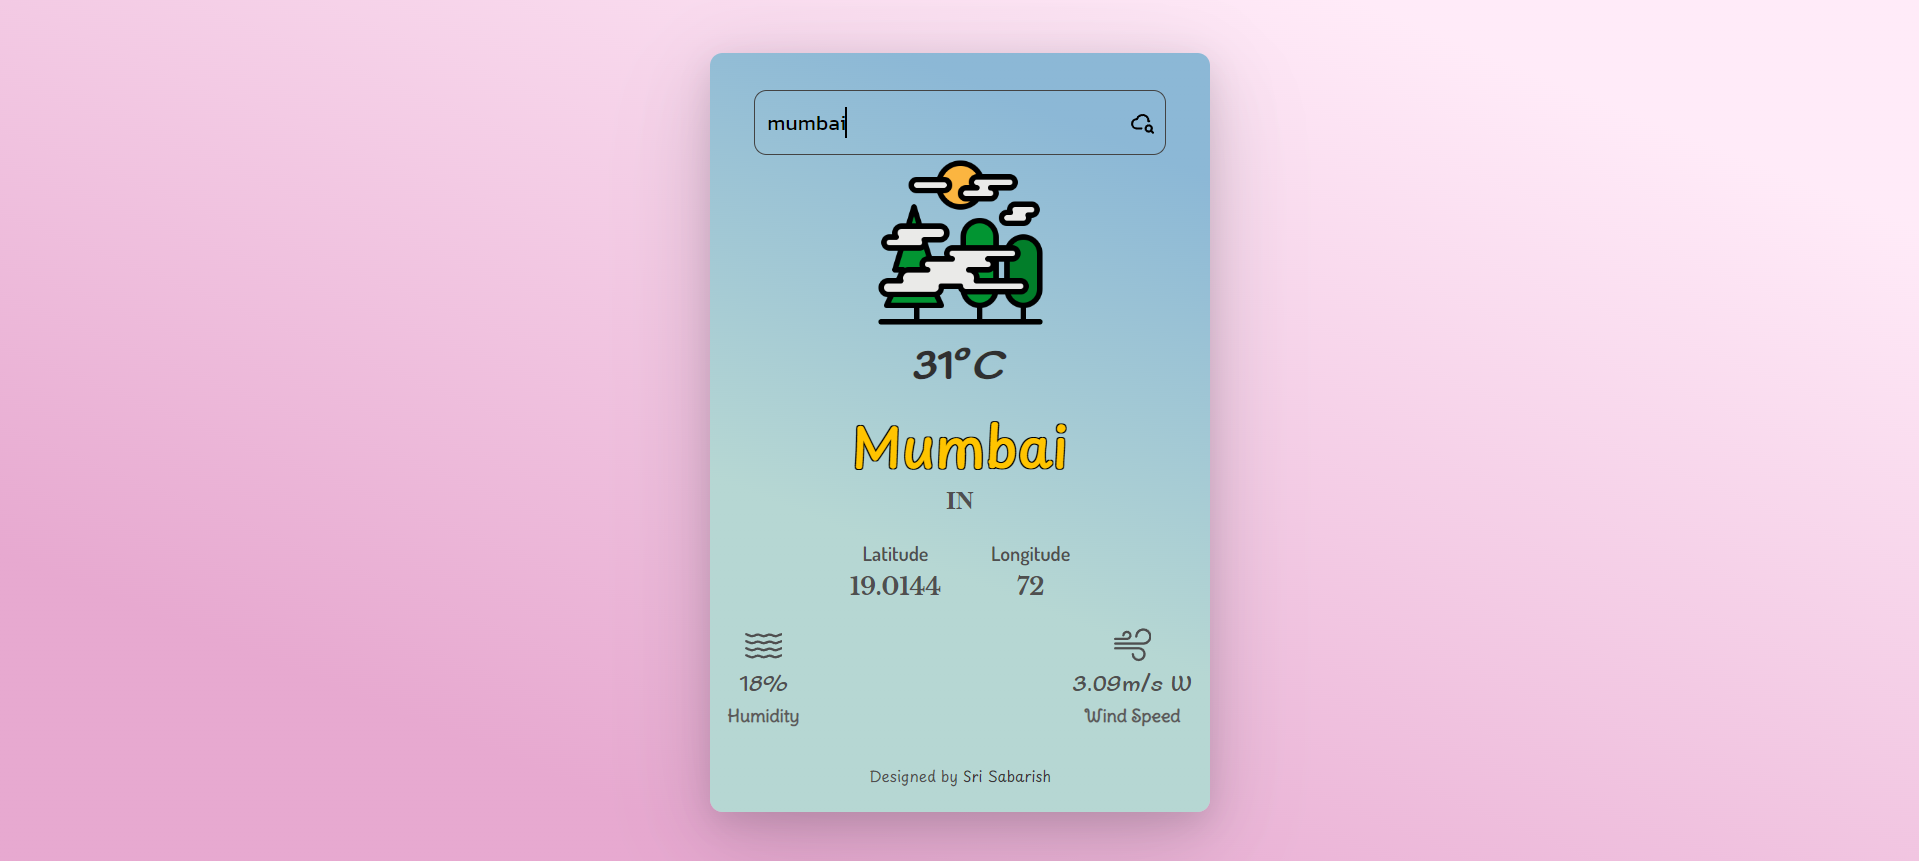 mumbai
31°C
Mumbai
IN
Latitude Longitude
19.0144 72
18% 3.09m/s W
Humidity Wind Speed
Designed by Sri Sabarish